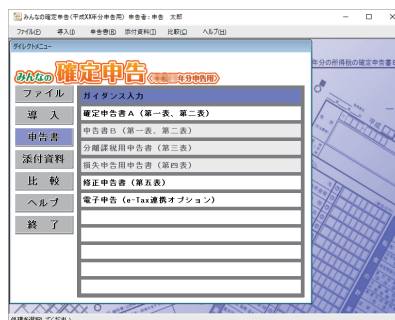 みんなの確定申告(平成XX年分申告用) 申告者:申告 太郎
ファイル(F) 導入(I) 申告書(R) 添付資料(T) 比較(C) ヘルプ(H)
ダイレクトメニュー
年分の所得税の確定申告書B
みんなの 確定申告 年分申告用
ファイル
導 入
申告書
添付資料
比 較
ヘルプ
終 了
ガイダンス入力
確定申告書A(第一表、第二表)
申告書B(第一表、第二表)
分離課税用申告書(第三表)
損失申告用申告書(第四表)
修正申告書(第五表)
電子申告(e-Tax連携オプション)